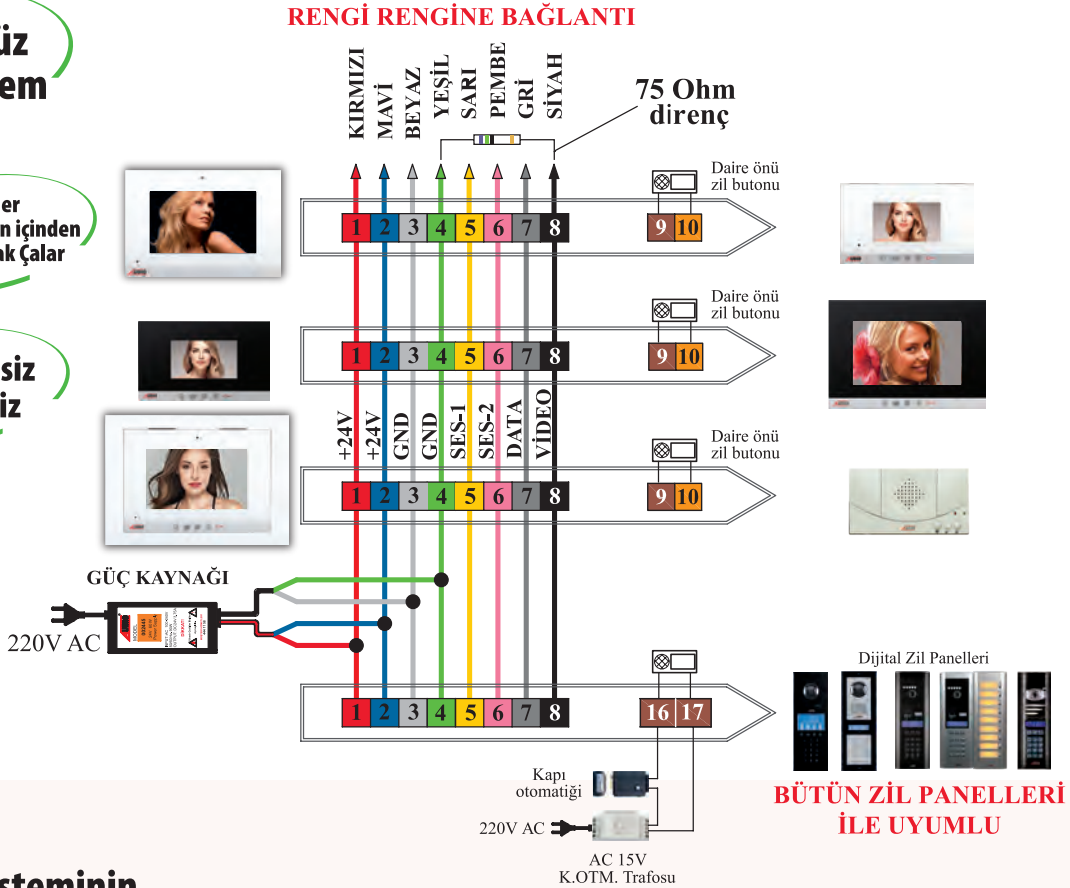 RENGİ RENGİNE BAĞLANTI
üz
em
KIRMIZI
MAVİ
BEYAZ
YEŞİL
SARI
PEMBE
GRİ
SİYAH
75 Ohm
direnç
er
n içinden
ak Çalar
Daire önü
zil butonu
1 2 3 4 5 6 7 8
9 10
Daire önü
zil butonu
1 2 3 4 5 6 7 8
9 10
siz
iz
+24V
+24V
GND
GND
SES-1
SES-2
DATA
VİDEO
Daire önü
zil butonu
1 2 3 4 5 6 7 8
9 10
GÜÇ KAYNAĞI
220V AC
1 2 3 4 5 6 7 8
16 17
Dijital Zil Panelleri
Kapı
otomatiği
220V AC
AC 15V
K.OTM. Trafosu
BÜTÜN ZİL PANELLERİ
İLE UYUMLU
isteminin